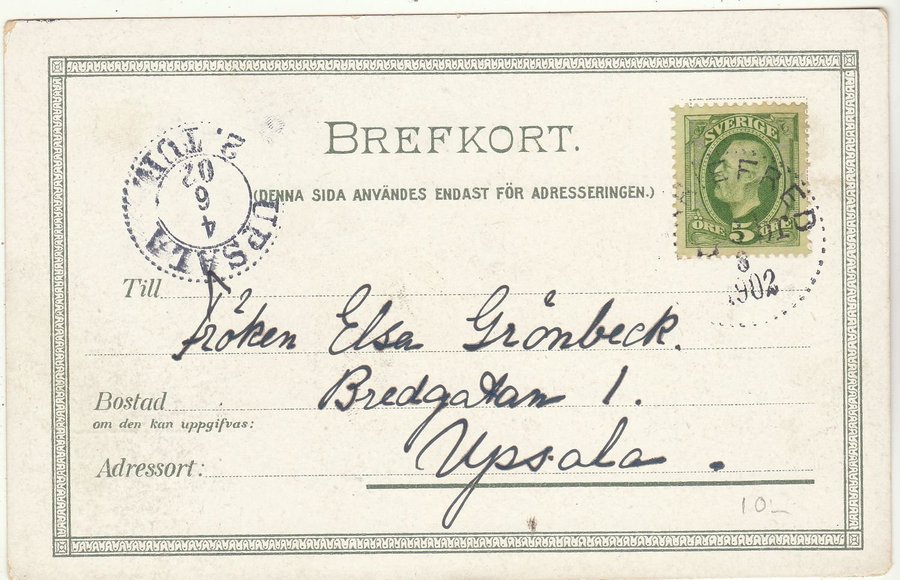 BREFKORT.
(DENNA SIDA ANVÄNDES ENDAST FÖR ADRESSERINGEN.)
SVERIGE
ÖRE 5 ÖRE
1902
UPSALA
4
6
02
2. TUR
Till
Fröken Elsa Grönbeck.
Bostad
Bredgatan 1.
om den kan uppgifvas:
Adressort:
Upsala.
10-